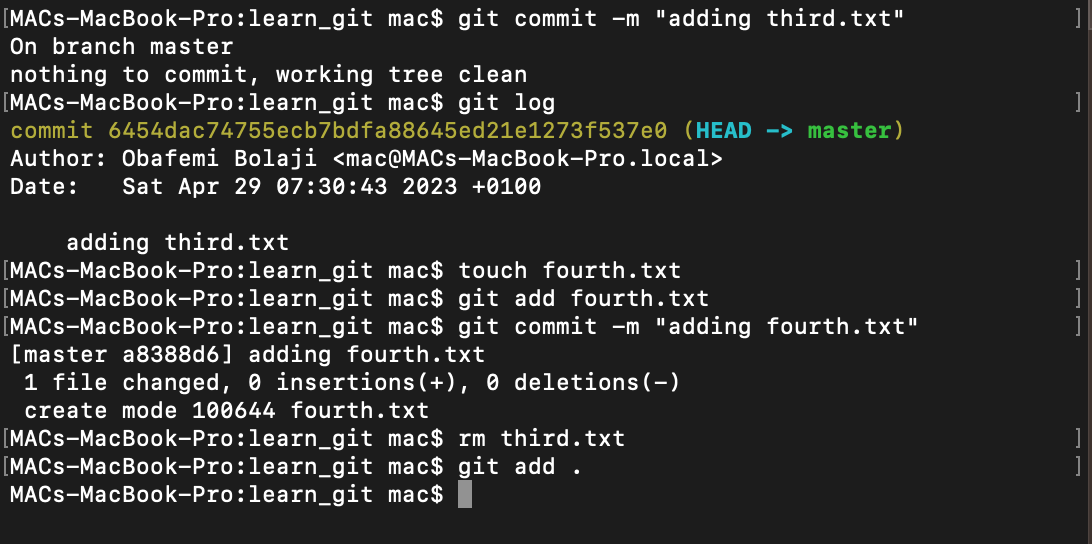 [MACs-MacBook-Pro:learn_git mac$ git commit -m "adding third.txt" ]
On branch master
nothing to commit, working tree clean
[MACs-MacBook-Pro:learn_git mac$ git log ]
commit 6454dac74755ecb7bdfa88645ed21e1273f537e0 (HEAD -> master)
Author: Obafemi Bolaji <mac@MACs-MacBook-Pro.local>
Date:   Sat Apr 29 07:30:43 2023 +0100

    adding third.txt
[MACs-MacBook-Pro:learn_git mac$ touch fourth.txt ]
[MACs-MacBook-Pro:learn_git mac$ git add fourth.txt ]
[MACs-MacBook-Pro:learn_git mac$ git commit -m "adding fourth.txt" ]
[master a8388d6] adding fourth.txt
 1 file changed, 0 insertions(+), 0 deletions(-)
 create mode 100644 fourth.txt
[MACs-MacBook-Pro:learn_git mac$ rm third.txt ]
[MACs-MacBook-Pro:learn_git mac$ git add . ]
MACs-MacBook-Pro:learn_git mac$